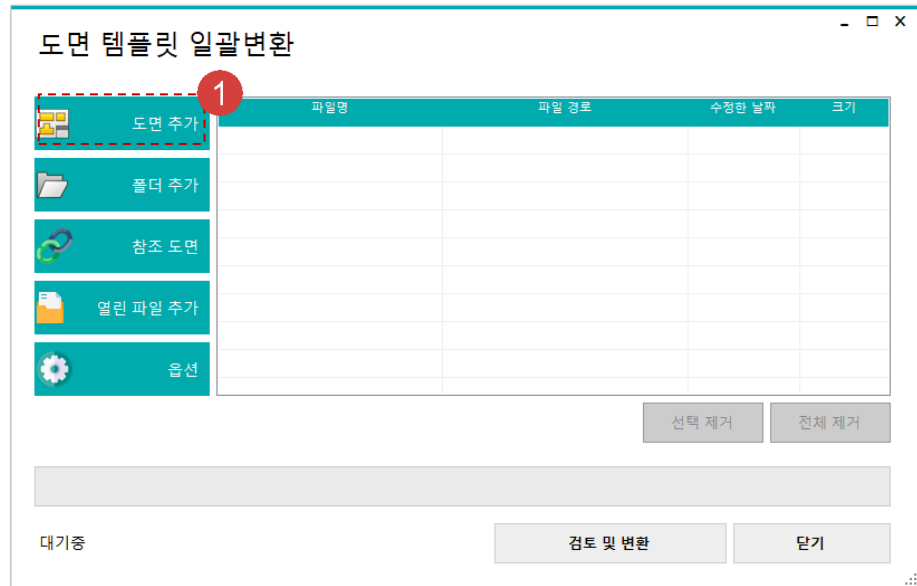 도면 템플릿 일괄변환
1
도면 추가
폴더 추가
참조 도면
열린 파일 추가
옵션
파일명 파일 경로 수정한 날짜 크기
선택 제거 전체 제거
대기중 검토 및 변환 닫기